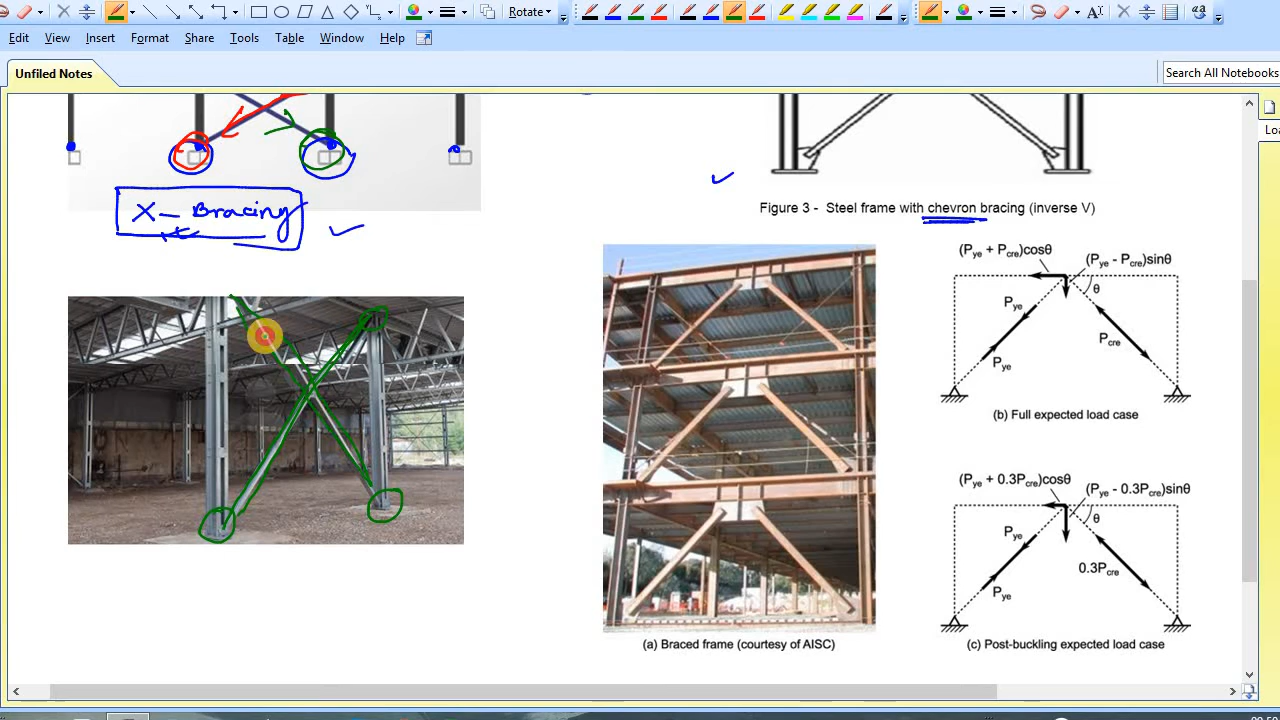 Rotate
Edit View Insert Format Share Tools Table Window Help
Unfiled Notes
Search All Notebooks
Loa
X - Bracing
Figure 3 - Steel frame with chevron bracing (inverse V)
(Pye + Pcre)cosθ
(Pye - Pcre)sinθ
θ
Pye
Pcre
Pye
(b) Full expected load case
(Pye + 0.3Pcre)cosθ
(Pye - 0.3Pcre)sinθ
θ
Pye
0.3Pcre
Pye
(a) Braced frame (courtesy of AISC)
(c) Post-buckling expected load case